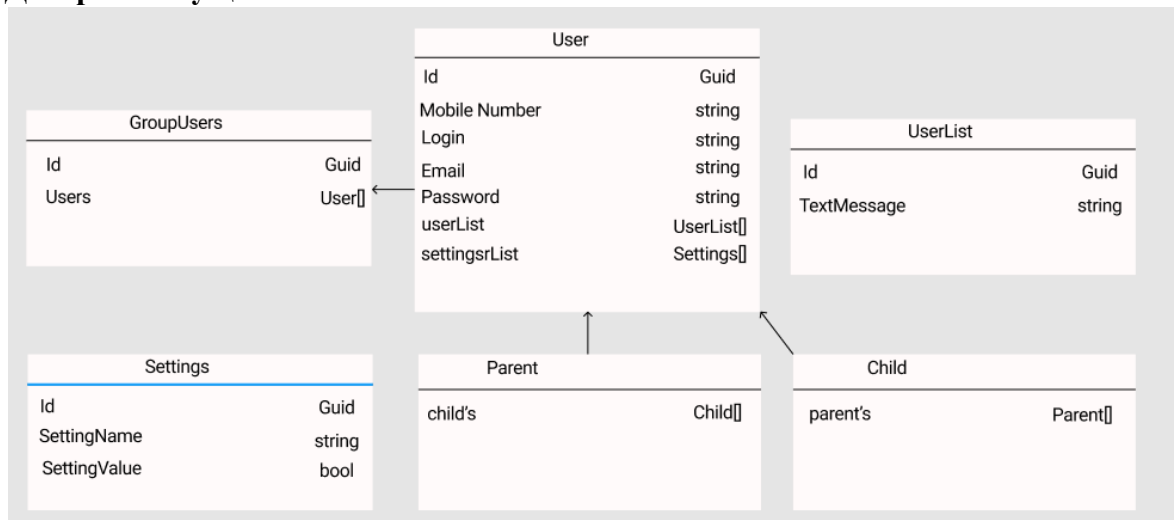 User
Id Guid
Mobile Number string
Login string
Email string
Password string
userList UserList[]
settingsrList Settings[]
GroupUsers
Id Guid
Users User[]
UserList
Id Guid
TextMessage string
Settings
Id Guid
SettingName string
SettingValue bool
Parent
child’s Child[]
Child
parent’s Parent[]